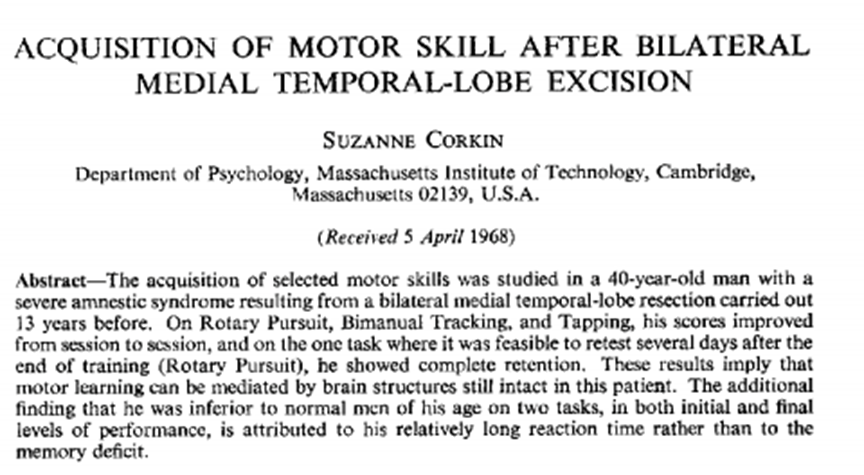 ACQUISITION OF MOTOR SKILL AFTER BILATERAL
MEDIAL TEMPORAL-LOBE EXCISION
SUZANNE CORKIN
Department of Psychology, Massachusetts Institute of Technology, Cambridge,
Massachusetts 02139, U.S.A.
(Received 5 April 1968)
Abstract—The acquisition of selected motor skills was studied in a 40-year-old man with a
severe amnestic syndrome resulting from a bilateral medial temporal-lobe resection carried out
13 years before. On Rotary Pursuit, Bimanual Tracking, and Tapping, his scores improved
from session to session, and on the one task where it was feasible to retest several days after the
end of training (Rotary Pursuit), he showed complete retention. These results imply that
motor learning can be mediated by brain structures still intact in this patient. The additional
finding that he was inferior to normal men of his age on two tasks, in both initial and final
levels of performance, is attributed to his relatively long reaction time rather than to the
memory deficit.